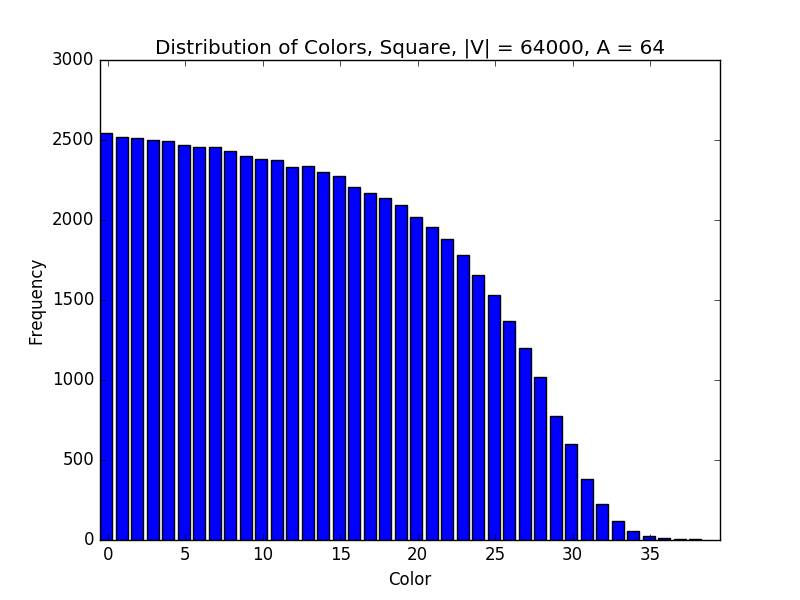 Distribution of Colors, Square, |V| = 64000, A = 64
3000
2500
2000
1500
1000
500
0
Frequency
0 5 10 15 20 25 30 35
Color